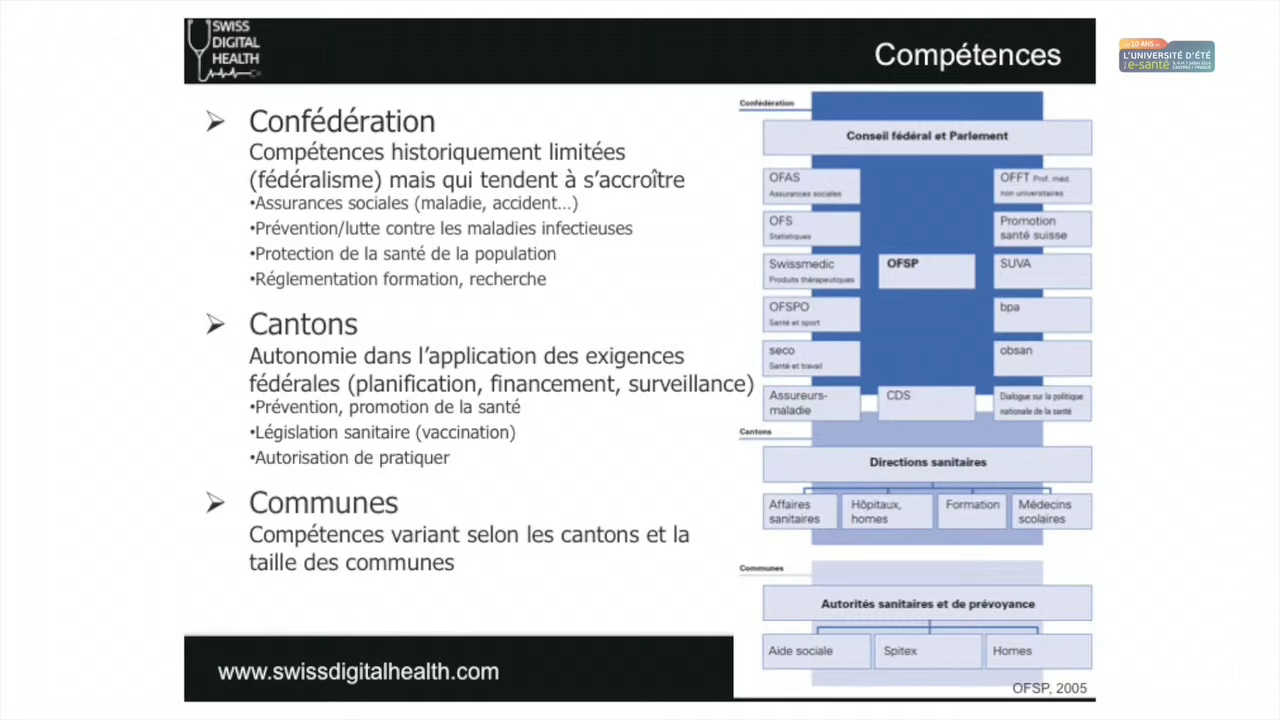 SWISS
DIGITAL
HEALTH
Compétences
10 ANS
L'UNIVERSITÉ D'ÉTÉ
e-santé
➢ Confédération
Compétences historiquement limitées
(fédéralisme) mais qui tendent à s'accroître
•Assurances sociales (maladie, accident…)
•Prévention/lutte contre les maladies infectieuses
•Protection de la santé de la population
•Réglementation formation, recherche
➢ Cantons
Autonomie dans l'application des exigences
fédérales (planification, financement, surveillance)
•Prévention, promotion de la santé
•Législation sanitaire (vaccination)
•Autorisation de pratiquer
➢ Communes
Compétences variant selon les cantons et la
taille des communes
Confédération
Conseil fédéral et Parlement
OFAS
Assurances sociales
OFFT Prof. méd.
non universitaires
OFS
Statistiques
Promotion
santé suisse
Swissmedic
Produits thérapeutiques
OFSP
SUVA
OFSPO
Santé et sport
bpa
seco
Santé et travail
obsan
Assureurs-
maladie
CDS
Dialogue sur la politique
nationale de la santé
Cantons
Directions sanitaires
Affaires
sanitaires
Hôpitaux,
homes
Formation
Médecins
scolaires
Communes
Autorités sanitaires et de prévoyance
Aide sociale
Spitex
Homes
OFSP, 2005
www.swissdigitalhealth.com